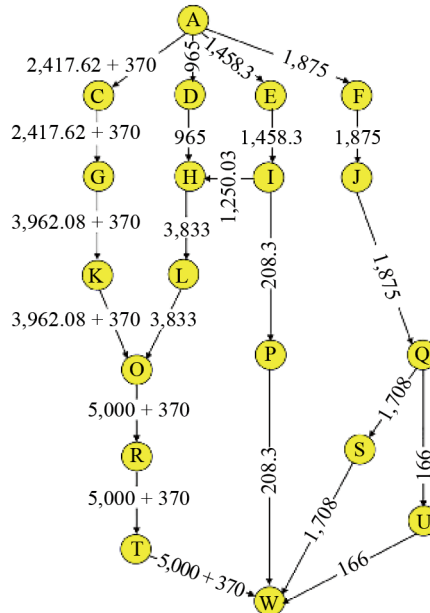 A
2,417.62 + 370
965
1,458.3
1,875
C
D
E
F
2,417.62 + 370
965
1,458.3
1,875
G
H
1,250.03
I
J
3,962.08 + 370
3,833
208.3
1,875
K
L
3,962.08 + 370
3,833
P
Q
O
5,000 + 370
1,708
166
R
S
5,000 + 370
208.3
1,708
U
T
5,000 + 370
166
W